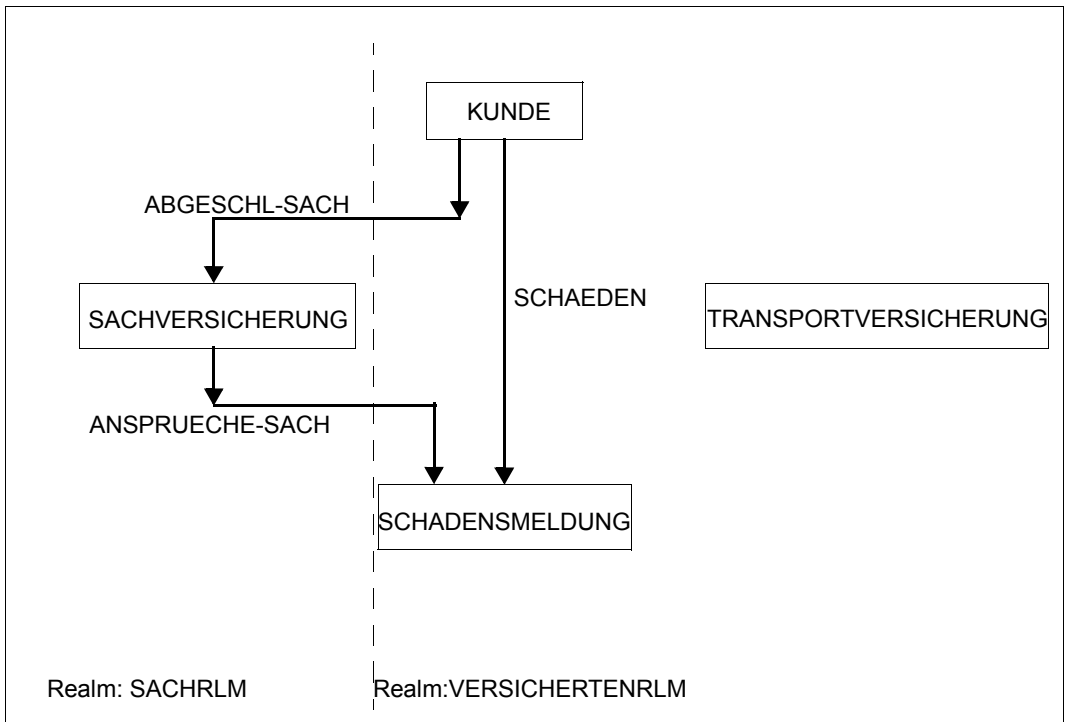 KUNDE
ABGESCHL-SACH
SCHAEDEN
SACHVERSICHERUNG
TRANSPORTVERSICHERUNG
ANSPRUECHE-SACH
SCHADENSMELDUNG
Realm: SACHRLM
Realm:VERSICHERTENRLM